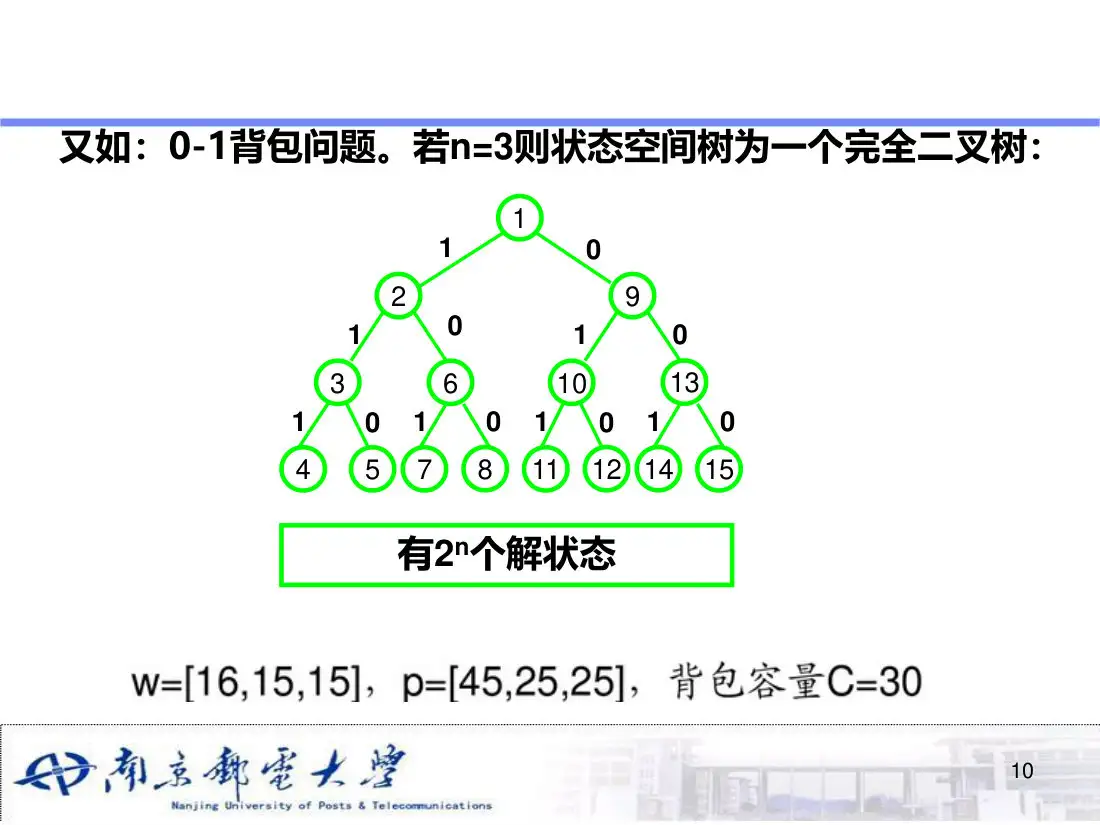 又如：0-1背包问题。若n=3则状态空间树为一个完全二叉树：
1
1 0
2 9
1 0 1 0
3 6 10 13
1 0 1 0 1 0 1 0
4 5 7 8 11 12 14 15
有2ⁿ个解状态
w=[16,15,15]，p=[45,25,25]，背包容量C=30
南京邮电大学
Nanjing University of Posts & Telecommunications
10